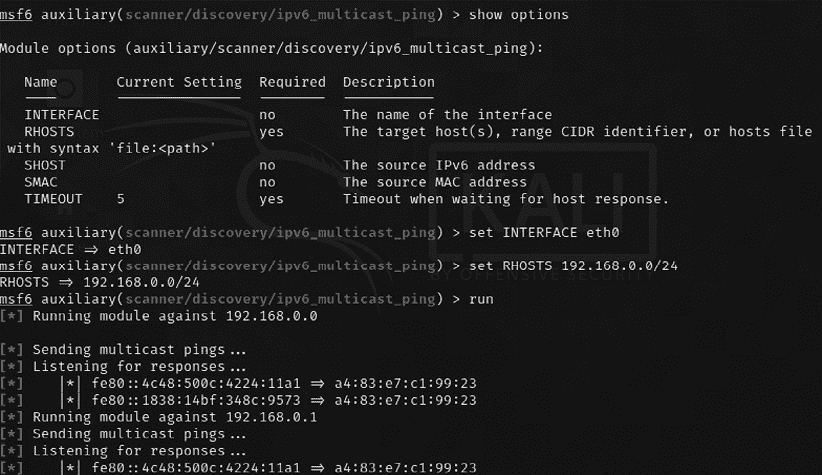 msf6 auxiliary(scanner/discovery/ipv6_multicast_ping) > show options
Module options (auxiliary/scanner/discovery/ipv6_multicast_ping):
Name Current Setting Required Description
INTERFACE no The name of the interface
RHOSTS yes The target host(s), range CIDR identifier, or hosts file
with syntax 'file:<path>'
SHOST no The source IPv6 address
SMAC no The source MAC address
TIMEOUT 5 yes Timeout when waiting for host response.
msf6 auxiliary(scanner/discovery/ipv6_multicast_ping) > set INTERFACE eth0
INTERFACE => eth0
msf6 auxiliary(scanner/discovery/ipv6_multicast_ping) > set RHOSTS 192.168.0.0/24
RHOSTS => 192.168.0.0/24
msf6 auxiliary(scanner/discovery/ipv6_multicast_ping) > run
[*] Running module against 192.168.0.0
[*] Sending multicast pings...
[*] Listening for responses...
[*] |*| fe80::4c48:500c:4224:11a1 => a4:83:e7:c1:99:23
[*] |*| fe80::1838:14bf:348c:9573 => a4:83:e7:c1:99:23
[*] Running module against 192.168.0.1
[*] Sending multicast pings...
[*] Listening for responses...
[*] |*| fe80::4c48:500c:4224:11a1 => a4:83:e7:c1:99:23
KALI
BY OFFENSIVE SECURITY